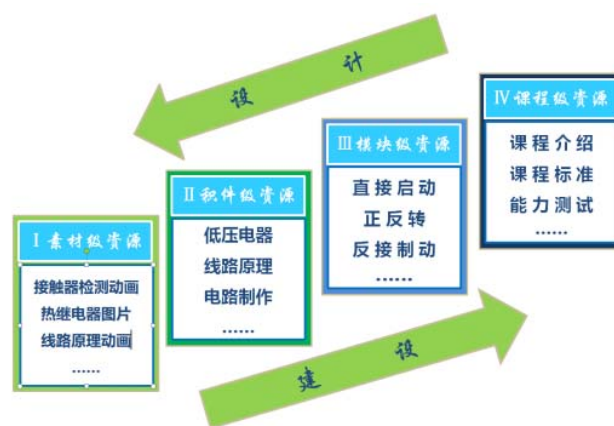 设 计
Ⅰ素材级资源
接触器检测动画
热继电器图片
线路原理动画
......
Ⅱ积件级资源
低压电器
线路原理
电路制作
......
Ⅲ模块级资源
直接启动
正反转
反接制动
......
Ⅳ课程级资源
课程介绍
课程标准
能力测试
......
建 设